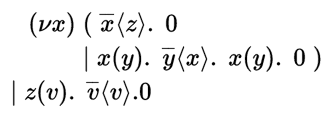 (νx) ( x̅⟨z⟩. 0
| x(y). y̅⟨x⟩. x(y). 0 )
| z(v). v̅⟨v⟩.0